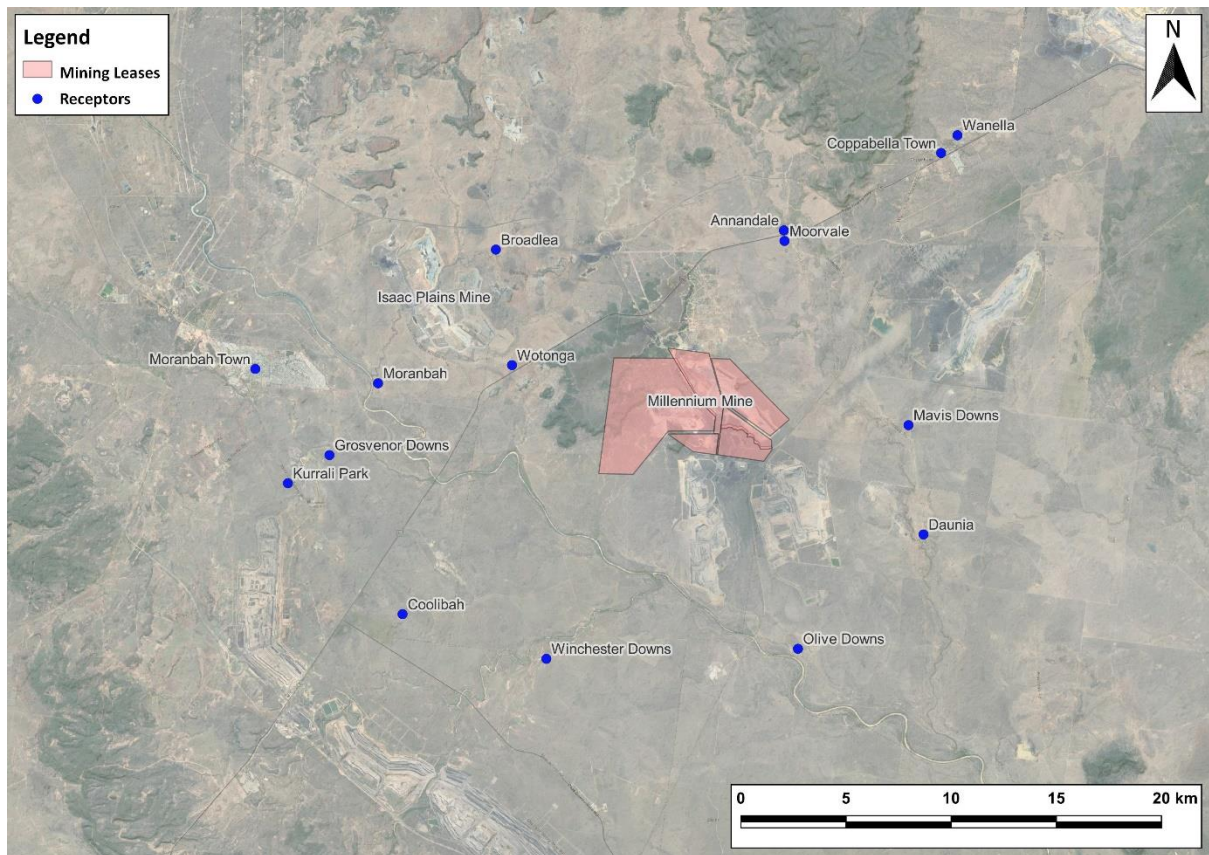 Legend
Mining Leases
Receptors
N
Wanella
Coppabella Town
Annandale
Moorvale
Broadlea
Isaac Plains Mine
Wotonga
Moranbah Town
Moranbah
Millennium Mine
Mavis Downs
Grosvenor Downs
Kurrali Park
Daunia
Coolibah
Winchester Downs
Olive Downs
0 5 10 15 20 km